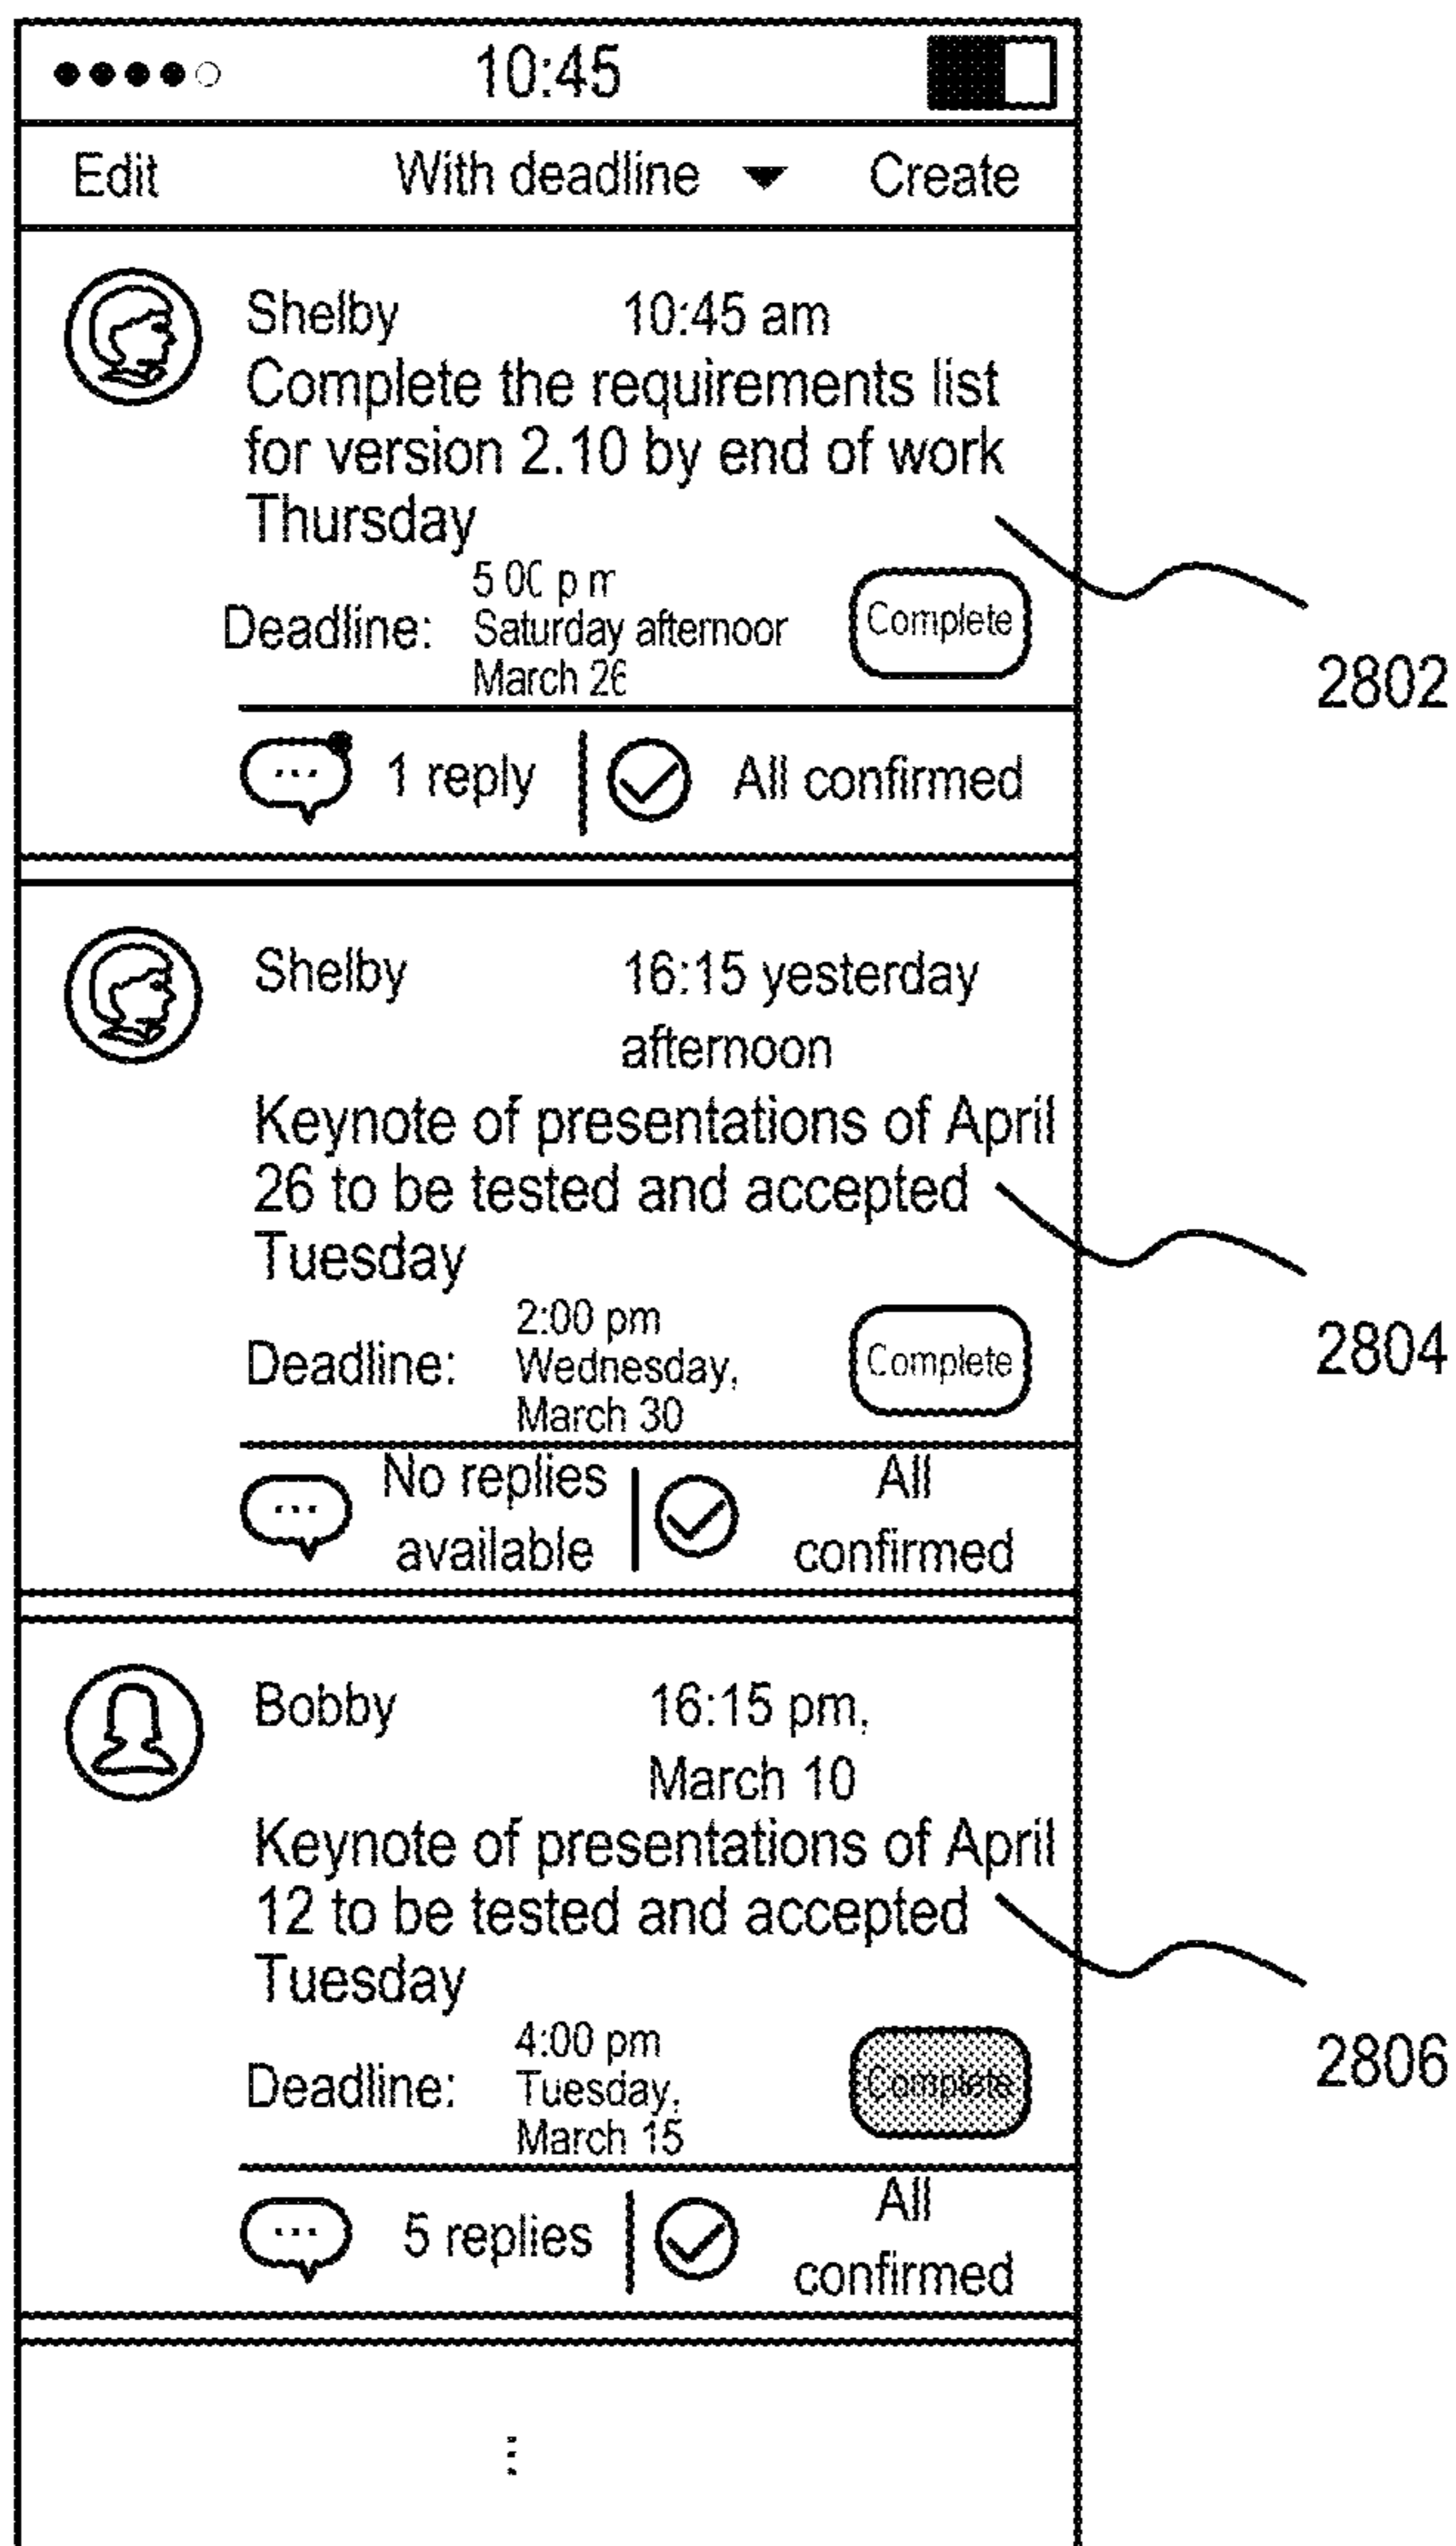 10:45
Edit With deadline Create
Shelby 10:45 am
Complete the requirements list
for version 2.10 by end of work
Thursday
5 00 p m
Deadline: Saturday afternoon
March 26
Complete
2802
1 reply All confirmed
Shelby 16:15 yesterday
afternoon
Keynote of presentations of April
26 to be tested and accepted
Tuesday
2:00 pm
Deadline: Wednesday,
March 30
Complete
2804
No replies
available
All
confirmed
Bobby 16:15 pm,
March 10
Keynote of presentations of April
12 to be tested and accepted
Tuesday
4:00 pm
Deadline: Tuesday,
March 15
Complete
2806
5 replies
All
confirmed